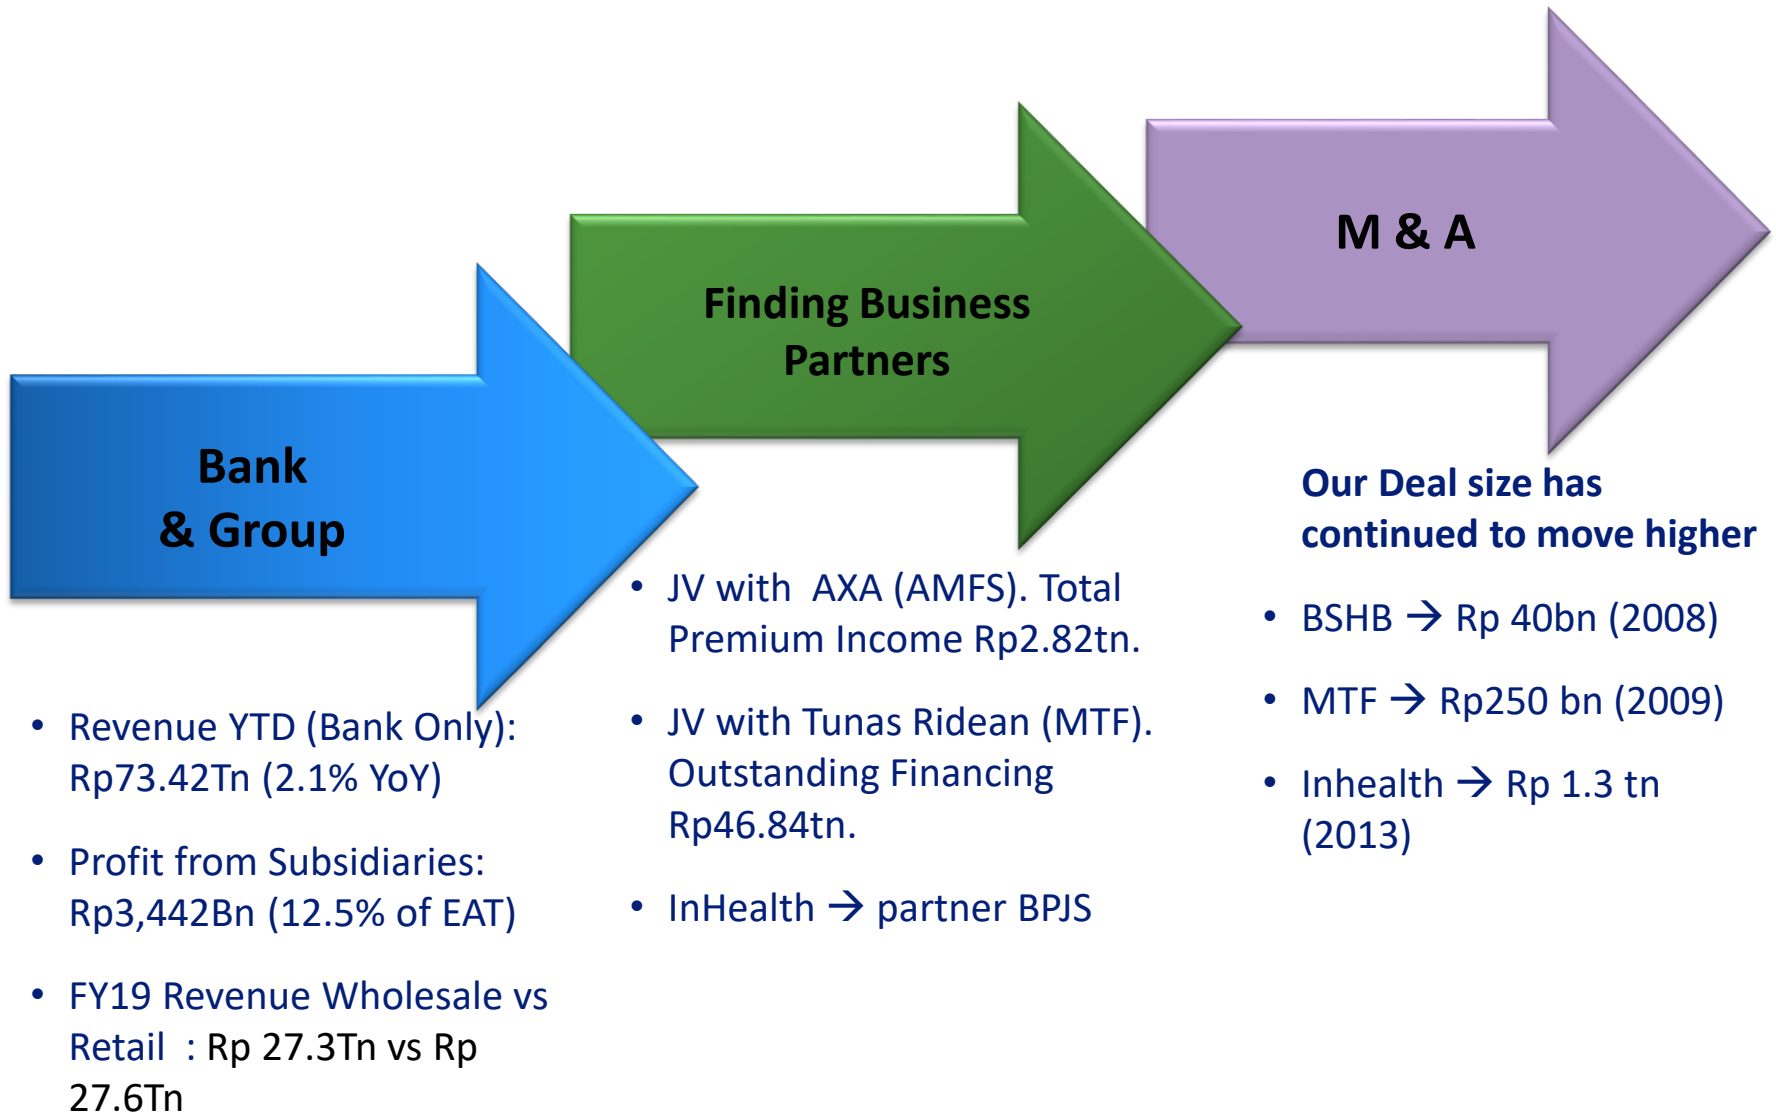 Bank
& Group
• Revenue YTD (Bank Only):
Rp73.42Tn (2.1% YoY)
• Profit from Subsidiaries:
Rp3,442Bn (12.5% of EAT)
• FY19 Revenue Wholesale vs
Retail : Rp 27.3Tn vs Rp
27.6Tn
Finding Business
Partners
• JV with AXA (AMFS). Total
Premium Income Rp2.82tn.
• JV with Tunas Ridean (MTF).
Outstanding Financing
Rp46.84tn.
• InHealth → partner BPJS
M & A
Our Deal size has
continued to move higher
• BSHB → Rp 40bn (2008)
• MTF → Rp250 bn (2009)
• Inhealth → Rp 1.3 tn
(2013)